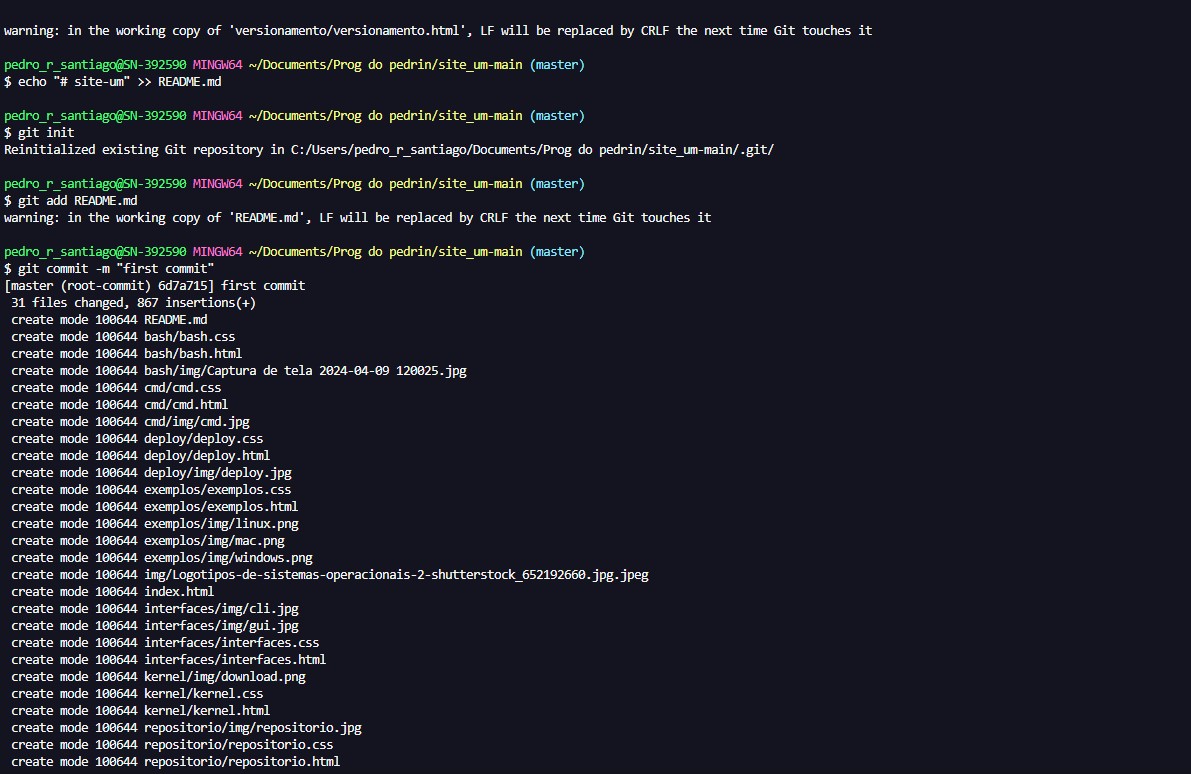 warning: in the working copy of 'versionamento/versionamento.html', LF will be replaced by CRLF the next time Git touches it
pedro_r_santiago@SN-392590 MINGW64 ~/Documents/Prog do pedrin/site_um-main (master)
$ echo "# site-um" >> README.md
pedro_r_santiago@SN-392590 MINGW64 ~/Documents/Prog do pedrin/site_um-main (master)
$ git init
Reinitialized existing Git repository in C:/Users/pedro_r_santiago/Documents/Prog do pedrin/site_um-main/.git/
pedro_r_santiago@SN-392590 MINGW64 ~/Documents/Prog do pedrin/site_um-main (master)
$ git add README.md
warning: in the working copy of 'README.md', LF will be replaced by CRLF the next time Git touches it
pedro_r_santiago@SN-392590 MINGW64 ~/Documents/Prog do pedrin/site_um-main (master)
$ git commit -m "first commit"
[master (root-commit) 6d7a715] first commit
31 files changed, 867 insertions(+)
create mode 100644 README.md
create mode 100644 bash/bash.css
create mode 100644 bash/bash.html
create mode 100644 bash/img/Captura de tela 2024-04-09 120025.jpg
create mode 100644 cmd/cmd.css
create mode 100644 cmd/cmd.html
create mode 100644 cmd/img/cmd.jpg
create mode 100644 deploy/deploy.css
create mode 100644 deploy/deploy.html
create mode 100644 deploy/img/deploy.jpg
create mode 100644 exemplos/exemplos.css
create mode 100644 exemplos/exemplos.html
create mode 100644 exemplos/img/linux.png
create mode 100644 exemplos/img/mac.png
create mode 100644 exemplos/img/windows.png
create mode 100644 img/Logotipos-de-sistemas-operacionais-2-shutterstock_652192660.jpg.jpeg
create mode 100644 index.html
create mode 100644 interfaces/img/cli.jpg
create mode 100644 interfaces/img/gui.jpg
create mode 100644 interfaces/interfaces.css
create mode 100644 interfaces/interfaces.html
create mode 100644 kernel/img/download.png
create mode 100644 kernel/kernel.css
create mode 100644 kernel/kernel.html
create mode 100644 repositorio/img/repositorio.jpg
create mode 100644 repositorio/repositorio.css
create mode 100644 repositorio/repositorio.html